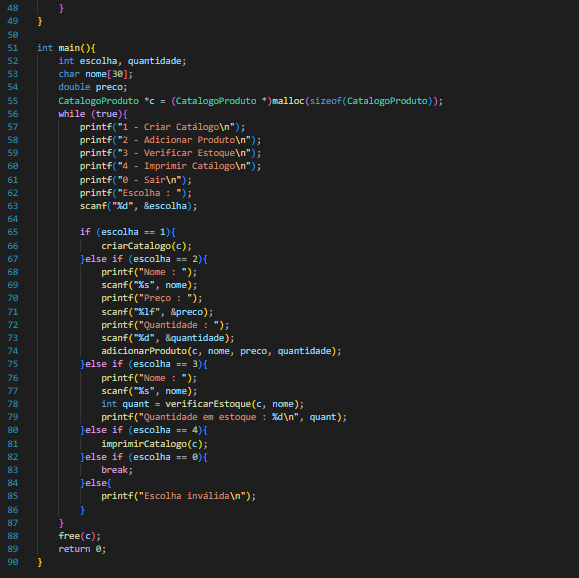 48 }
49 }
50
51 int main(){
52 int escolha, quantidade;
53 char nome[30];
54 double preco;
55 CatalogoProduto *c = (CatalogoProduto *)malloc(sizeof(CatalogoProduto));
56 while (true){
57 printf("1 - Criar Catálogo\n");
58 printf("2 - Adicionar Produto\n");
59 printf("3 - Verificar Estoque\n");
60 printf("4 - Imprimir Catálogo\n");
61 printf("0 - Sair\n");
62 printf("Escolha : ");
63 scanf("%d", &escolha);
64
65 if (escolha == 1){
66 criarCatalogo(c);
67 }else if (escolha == 2){
68 printf("Nome : ");
69 scanf("%s", nome);
70 printf("Preço : ");
71 scanf("%lf", &preco);
72 printf("Quantidade : ");
73 scanf("%d", &quantidade);
74 adicionarProduto(c, nome, preco, quantidade);
75 }else if (escolha == 3){
76 printf("Nome : ");
77 scanf("%s", nome);
78 int quant = verificarEstoque(c, nome);
79 printf("Quantidade em estoque : %d\n", quant);
80 }else if (escolha == 4){
81 imprimirCatalogo(c);
82 }else if (escolha == 0){
83 break;
84 }else{
85 printf("Escolha inválida\n");
86 }
87 }
88 free(c);
89 return 0;
90 }